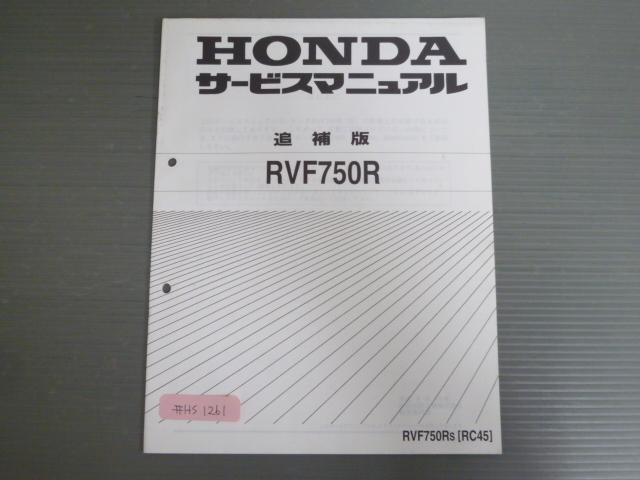 HONDA
サービスマニュアル
追補版
RVF750R
#HS 1261
RVF750Rs [RC45]